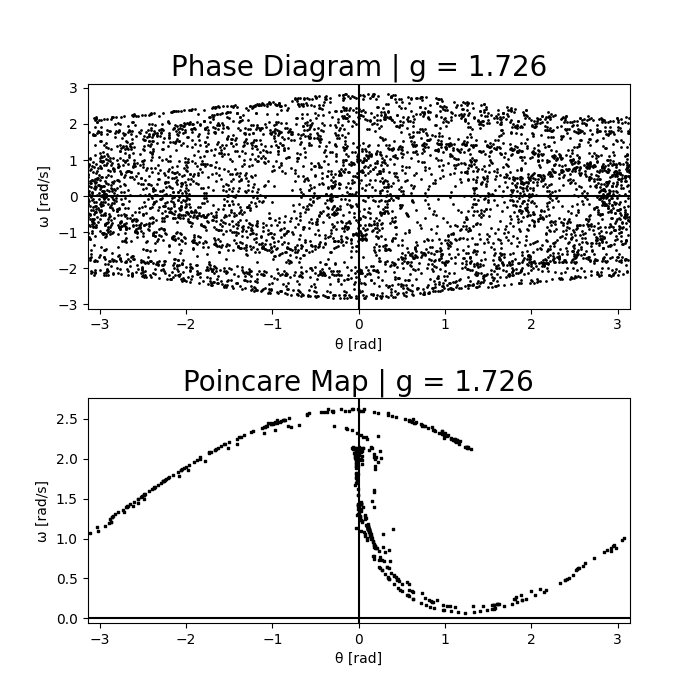 Phase Diagram | g = 1.726
3
2
1
0
−1
−2
−3
ω [rad/s]
−3 −2 −1 0 1 2 3
θ [rad]
Poincare Map | g = 1.726
2.5
2.0
1.5
1.0
0.5
0.0
ω [rad/s]
−3 −2 −1 0 1 2 3
θ [rad]